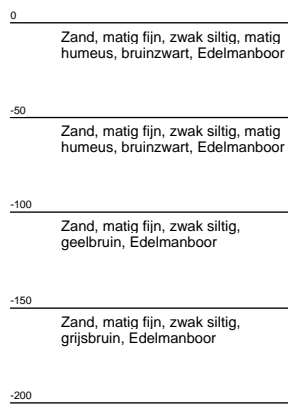 0
Zand, matig fijn, zwak siltig, matig
humeus, bruinzwart, Edelmanboor
-50
Zand, matig fijn, zwak siltig, matig
humeus, bruinzwart, Edelmanboor
-100
Zand, matig fijn, zwak siltig,
geelbruin, Edelmanboor
-150
Zand, matig fijn, zwak siltig,
grijsbruin, Edelmanboor
-200